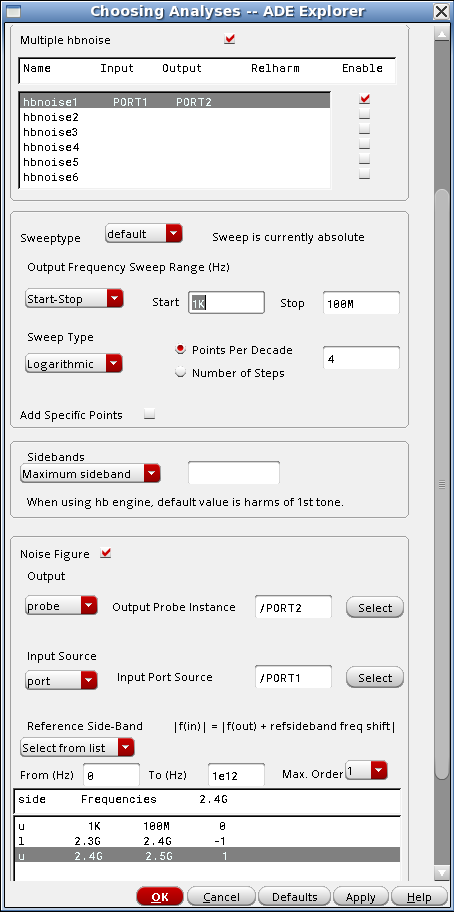 Choosing Analyses -- ADE Explorer
Multiple hbnoise
Name Input Output Relharm Enable
hbnoise1 PORT1 PORT2
hbnoise2
hbnoise3
hbnoise4
hbnoise5
hbnoise6
Sweeptype default Sweep is currently absolute
Output Frequency Sweep Range (Hz)
Start-Stop Start 1K Stop 100M
Sweep Type
Logarithmic
Points Per Decade 4
Number of Steps
Add Specific Points
Sidebands
Maximum sideband
When using hb engine, default value is harms of 1st tone.
Noise Figure
Output
probe Output Probe Instance /PORT2 Select
Input Source
port Input Port Source /PORT1 Select
Reference Side-Band |f(in)| = |f(out) + refsideband freq shift|
Select from list
From (Hz) 0 To (Hz) 1e12 Max. Order 1
side Frequencies 2.4G
u 1K 100M 0
l 2.3G 2.4G -1
u 2.4G 2.5G 1
OK Cancel Defaults Apply Help